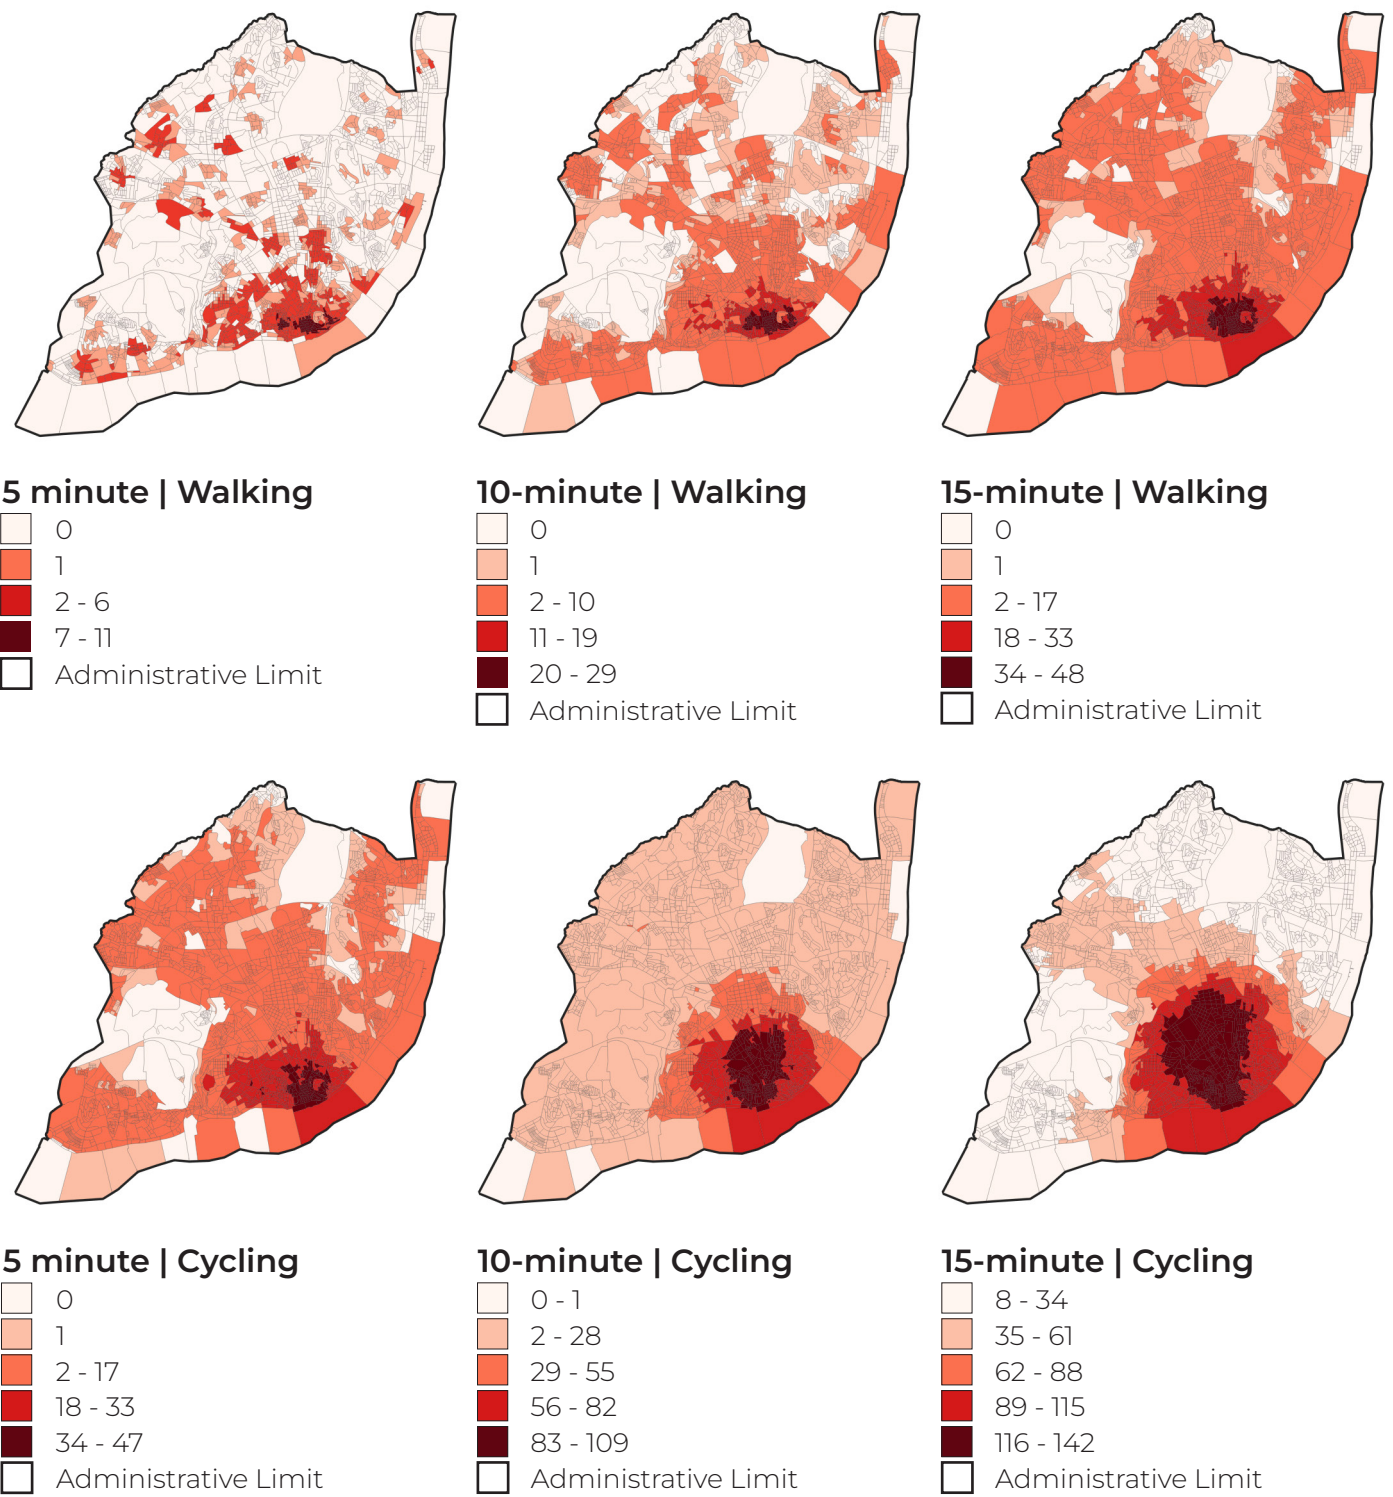 5 minute | Walking
0
1
2 - 6
7 - 11
Administrative Limit
10-minute | Walking
0
1
2 - 10
11 - 19
20 - 29
Administrative Limit
15-minute | Walking
0
1
2 - 17
18 - 33
34 - 48
Administrative Limit
5 minute | Cycling
0
1
2 - 17
18 - 33
34 - 47
Administrative Limit
10-minute | Cycling
0 - 1
2 - 28
29 - 55
56 - 82
83 - 109
Administrative Limit
15-minute | Cycling
8 - 34
35 - 61
62 - 88
89 - 115
116 - 142
Administrative Limit